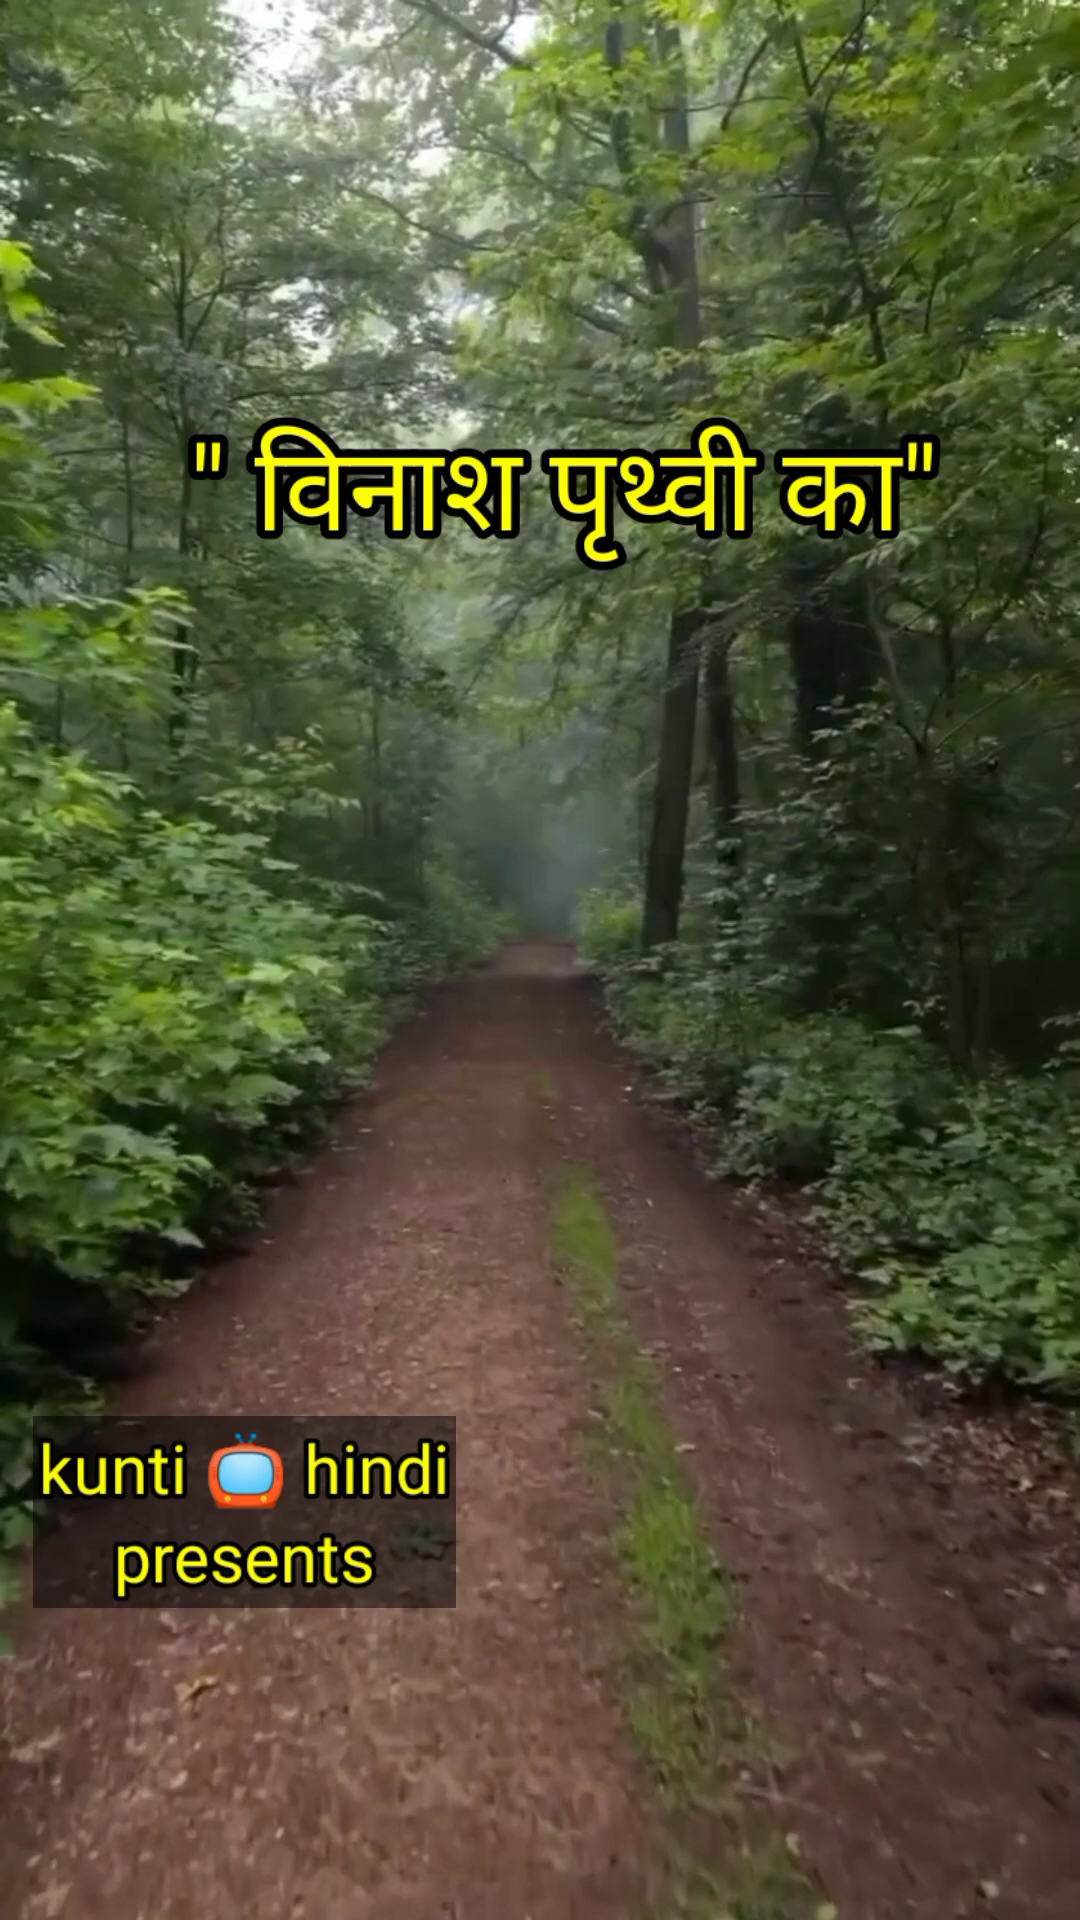 " विनाश पृथ्वी का"
kunti 📺 hindi
presents